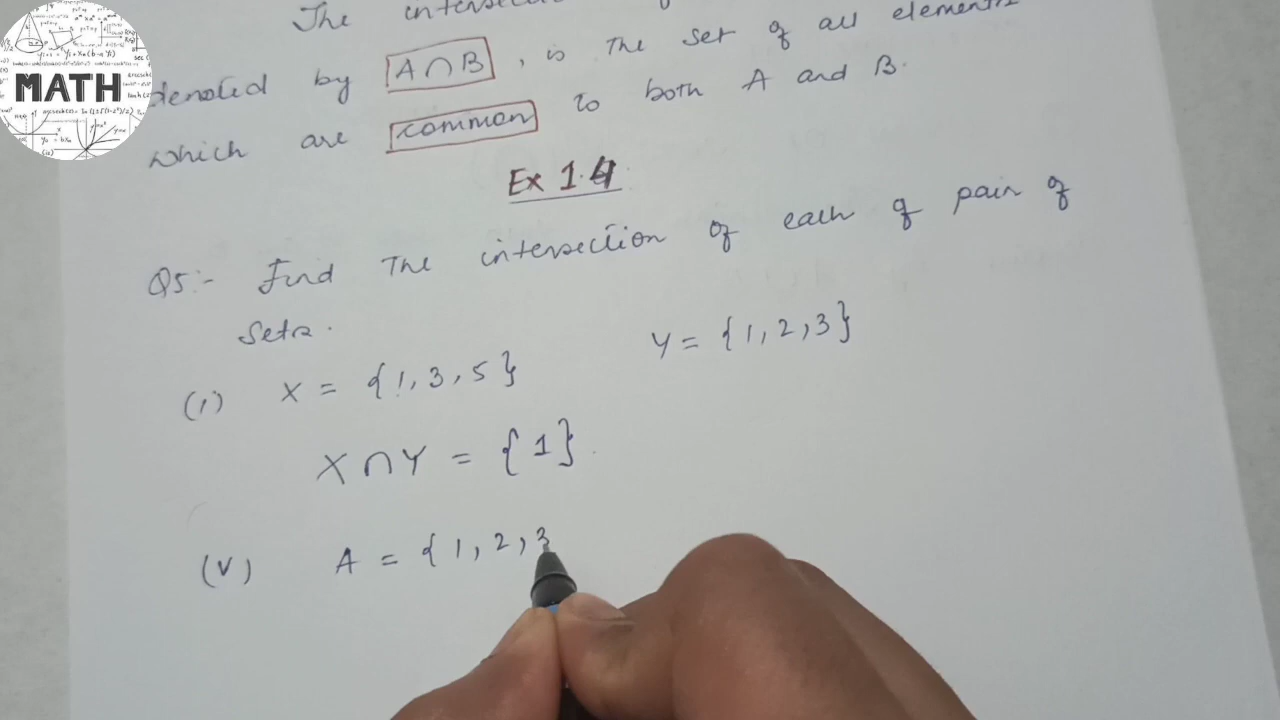 MATH
The
denoted by A∩B, is the set of all elements
which are common to both A and B.
Ex 1.4
Q5:- Find The intersection of each of pair of
Sets.
(i) X = {1, 3, 5} Y = {1, 2, 3}
X∩Y = {1}.
(V) A = {1, 2, 3